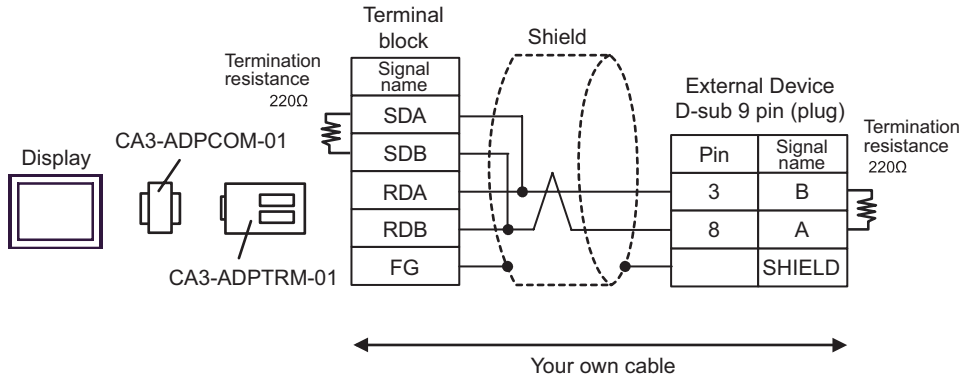 Terminal
block
Shield
Termination
resistance
220Ω
Signal
name
SDA
SDB
RDA
RDB
FG
External Device
D-sub 9 pin (plug)
Pin
Signal
name
3
B
8
A
SHIELD
Termination
resistance
220Ω
Display
CA3-ADPCOM-01
CA3-ADPTRM-01
Your own cable